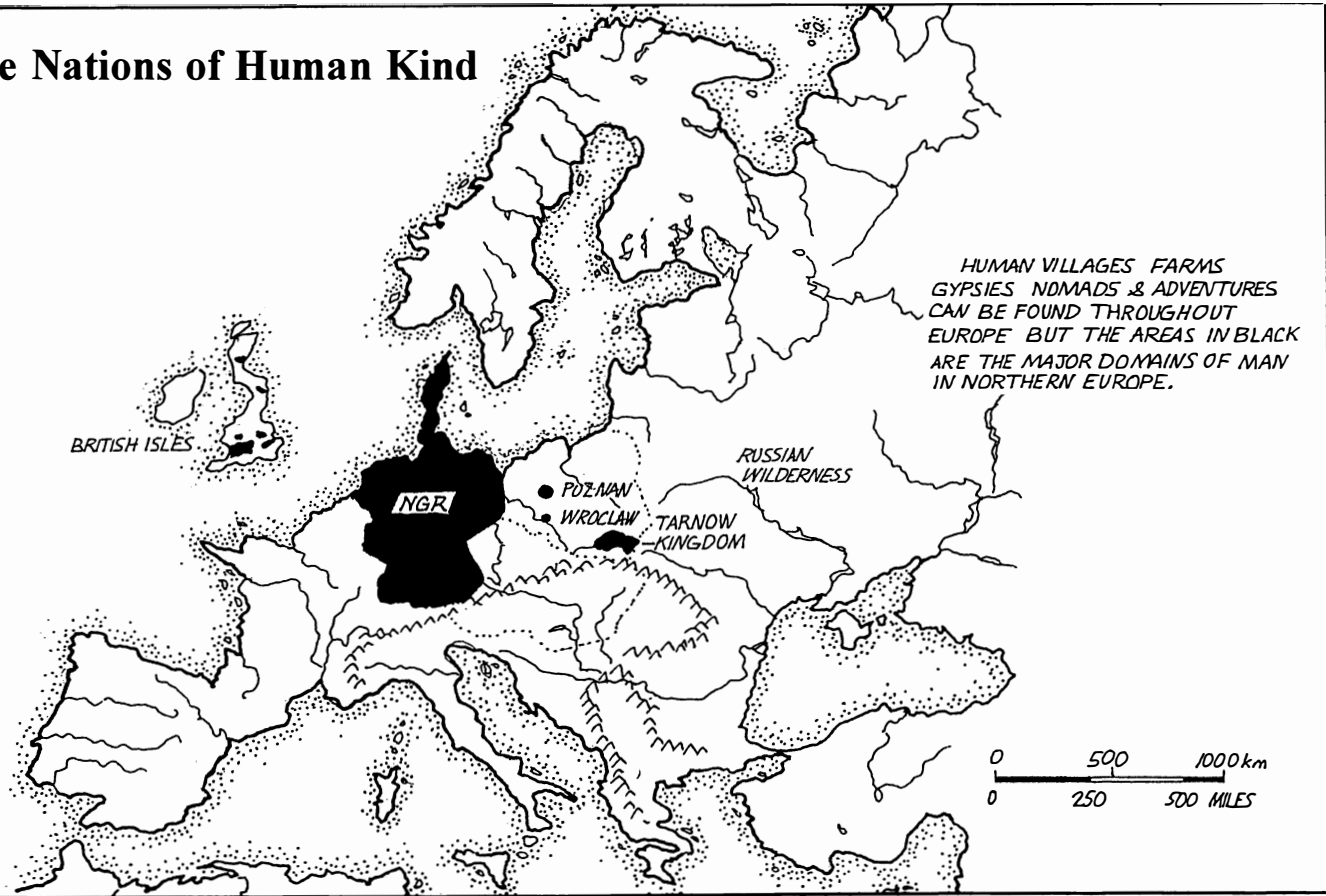 e Nations of Human Kind
HUMAN VILLAGES FARMS
GYPSIES NOMADS & ADVENTURES
CAN BE FOUND THROUGHOUT
EUROPE BUT THE AREAS IN BLACK
ARE THE MAJOR DOMAINS OF MAN
IN NORTHERN EUROPE.
BRITISH ISLES
NGR
POZNAN
WROCLAW
TARNOW
KINGDOM
RUSSIAN
WILDERNESS
0 500 1000 km
0 250 500 MILES